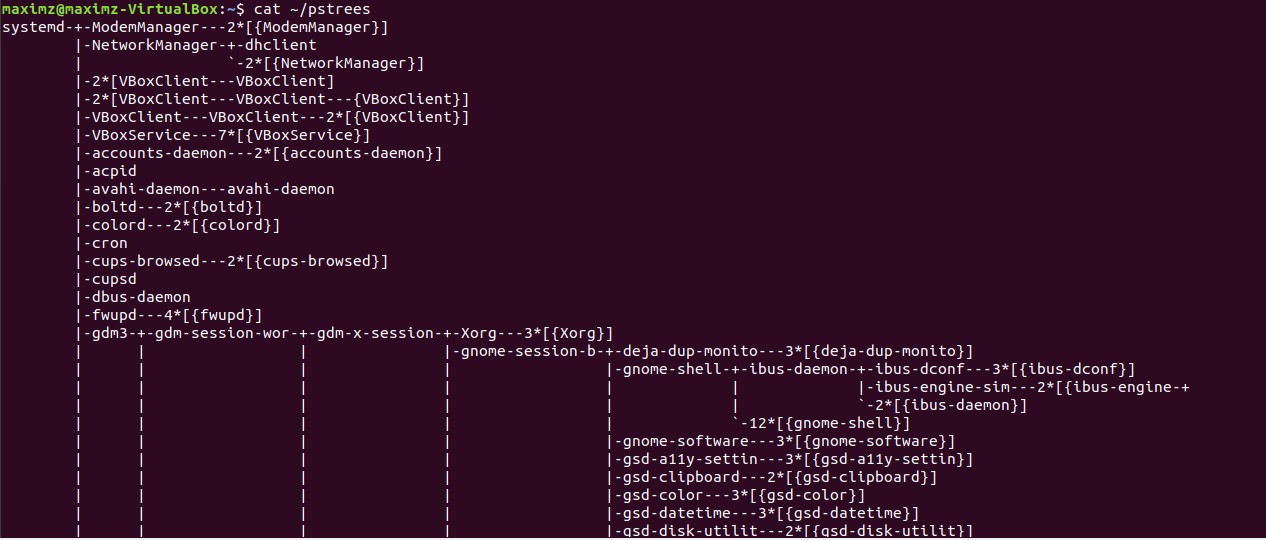 maximz@maximz-VirtualBox:~$ cat ~/pstrees
systemd-+-ModemManager---2*[{ModemManager}]
        |-NetworkManager-+-dhclient
        |                `-2*[{NetworkManager}]
        |-2*[VBoxClient---VBoxClient]
        |-2*[VBoxClient---VBoxClient---{VBoxClient}]
        |-VBoxClient---VBoxClient---2*[{VBoxClient}]
        |-VBoxService---7*[{VBoxService}]
        |-accounts-daemon---2*[{accounts-daemon}]
        |-acpid
        |-avahi-daemon---avahi-daemon
        |-boltd---2*[{boltd}]
        |-colord---2*[{colord}]
        |-cron
        |-cups-browsed---2*[{cups-browsed}]
        |-cupsd
        |-dbus-daemon
        |-fwupd---4*[{fwupd}]
        |-gdm3-+-gdm-session-wor-+-gdm-x-session-+-Xorg---3*[{Xorg}]
        |      |                 |               |-gnome-session-b-+-deja-dup-monito---3*[{deja-dup-monito}]
        |      |                 |               |                 |-gnome-shell-+-ibus-daemon-+-ibus-dconf---3*[{ibus-dconf}]
        |      |                 |               |                 |             |             |-ibus-engine-sim---2*[{ibus-engine-+
        |      |                 |               |                 |             |             `-2*[{ibus-daemon}]
        |      |                 |               |                 |             `-12*[{gnome-shell}]
        |      |                 |               |                 |-gnome-software---3*[{gnome-software}]
        |      |                 |               |                 |-gsd-a11y-settin---3*[{gsd-a11y-settin}]
        |      |                 |               |                 |-gsd-clipboard---2*[{gsd-clipboard}]
        |      |                 |               |                 |-gsd-color---3*[{gsd-color}]
        |      |                 |               |                 |-gsd-datetime---3*[{gsd-datetime}]
        |      |                 |               |                 |-gsd-disk-utilit---2*[{gsd-disk-utilit}]